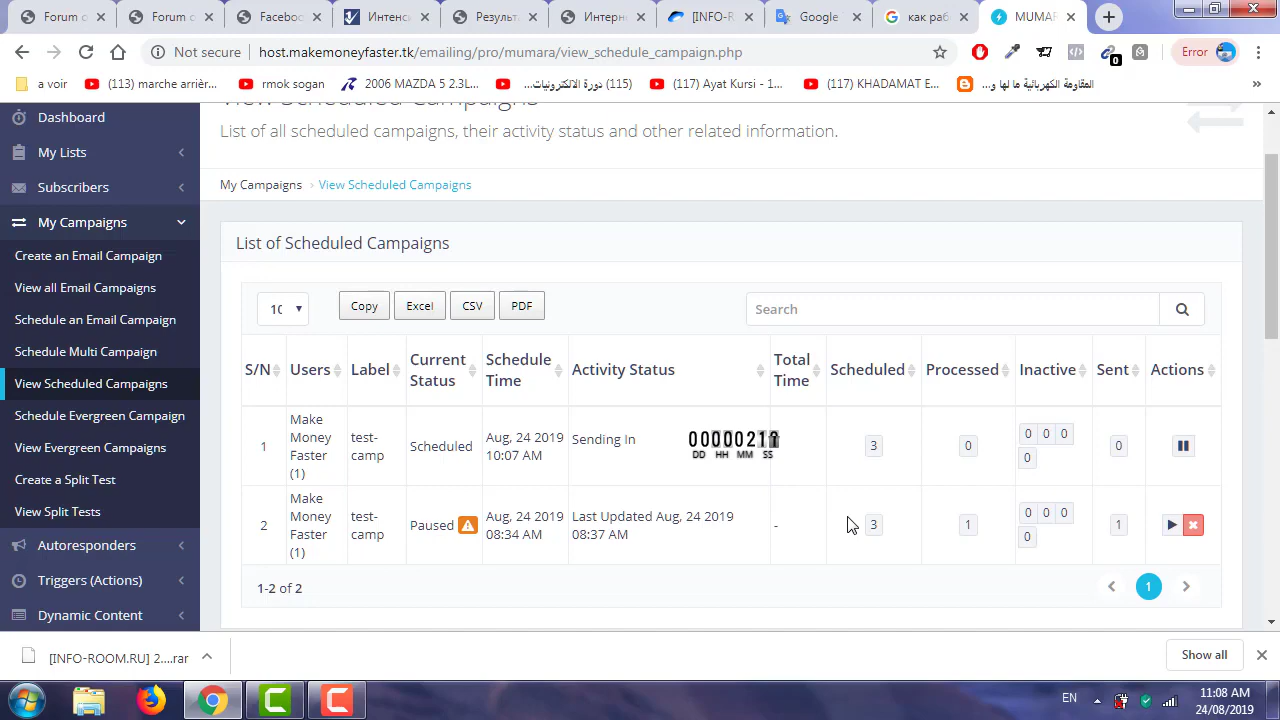 Forum c
Forum c
Facebo
Интенс
Резуль
Интерн
[INFO-R
Google
как раб
MUMAR
Not secure
host.makemoneyfaster.tk/emailing/pro/mumara/view_schedule_campaign.php
0
Error
a voir
(113) marche arrièr...
rmok sogan
2006 MAZDA 5 2.3L...
(115) دورة الالكترونيات...
(117) Ayat Kursi - 1...
(117) KHADAMAT E...
المقاومة الكهربائية ما لها و...
»
View Scheduled Campaigns
List of all scheduled campaigns, their activity status and other related information.
My Campaigns › View Scheduled Campaigns
Dashboard
My Lists
Subscribers
My Campaigns
Create an Email Campaign
View all Email Campaigns
Schedule an Email Campaign
Schedule Multi Campaign
View Scheduled Campaigns
Schedule Evergreen Campaign
View Evergreen Campaigns
Create a Split Test
View Split Tests
Autoresponders
Triggers (Actions)
Dynamic Content
List of Scheduled Campaigns
10
Copy
Excel
CSV
PDF
Search
S/N Users Label Current Status Schedule Time Activity Status Total Time Scheduled Processed Inactive Sent Actions
1 Make Money Faster (1) test-camp Scheduled Aug, 24 2019 10:07 AM Sending In 0000021 DD HH MM SS 3 0 0 0 0 0 0
2 Make Money Faster (1) test-camp Paused Aug, 24 2019 08:34 AM Last Updated Aug, 24 2019 08:37 AM - 3 1 0 0 0 0 1
1-2 of 2
1
[INFO-ROOM.RU] 2....rar
Show all
EN
11:08 AM
24/08/2019